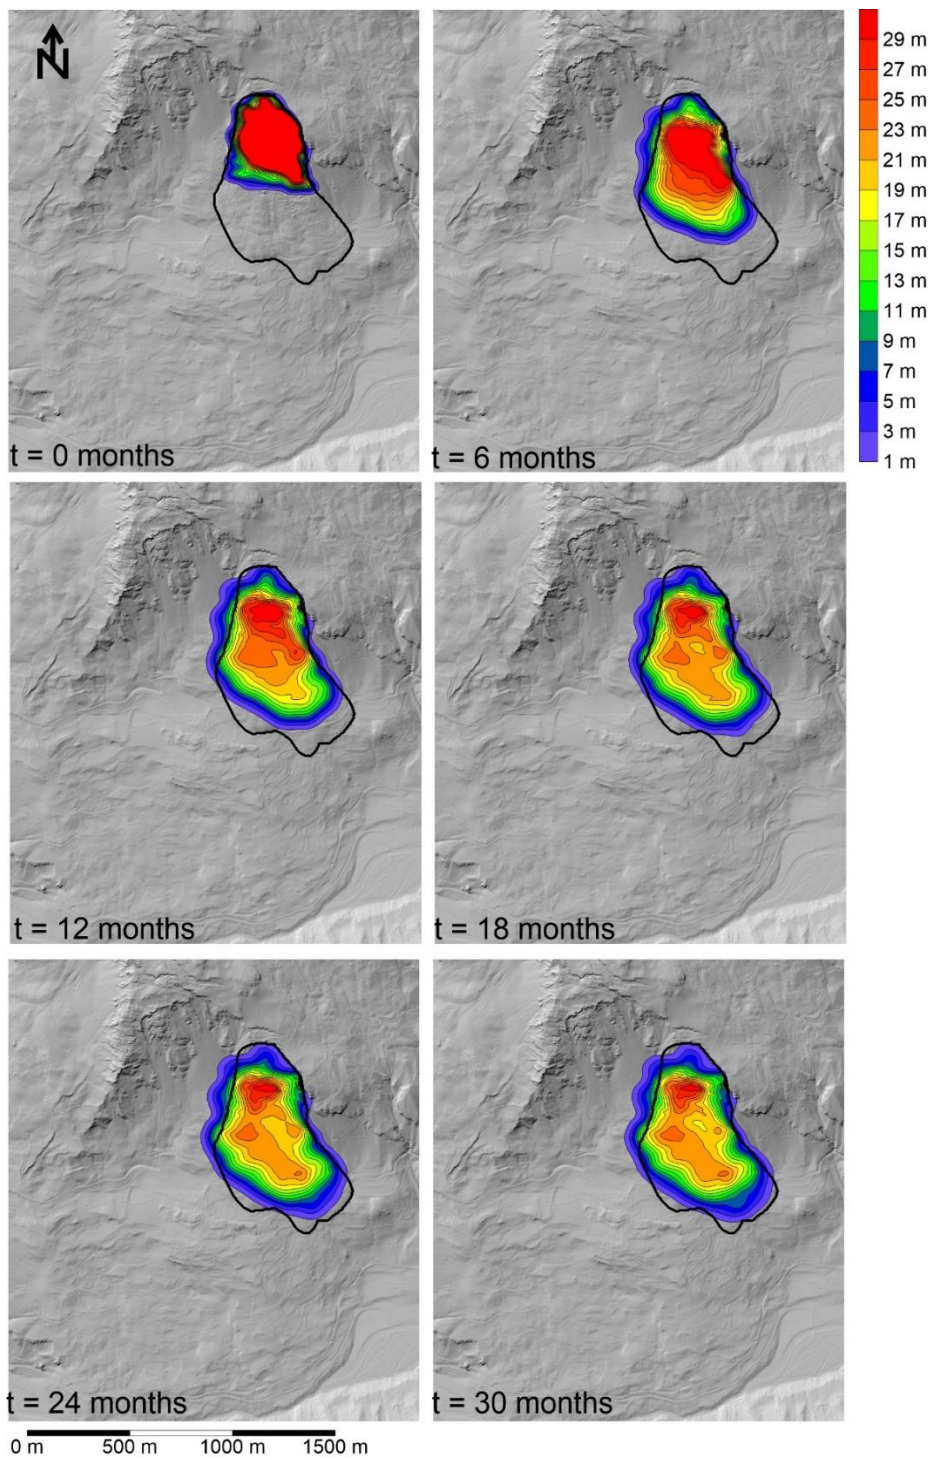 N
29 m
27 m
25 m
23 m
21 m
19 m
17 m
15 m
13 m
11 m
9 m
7 m
5 m
3 m
1 m
t = 0 months
t = 6 months
t = 12 months
t = 18 months
t = 24 months
t = 30 months
0 m 500 m 1000 m 1500 m